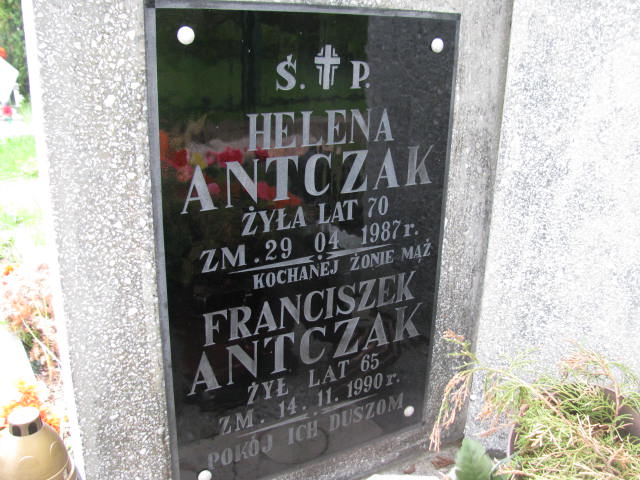 Ś. P.
HELENA
ANTCZAK
ŻYŁA LAT 70
ZM. 29 04 1987 r.
KOCHANEJ ŻONIE MĄŻ
FRANCISZEK
ANTCZAK
ŻYŁ LAT 65
ZM. 14. 11. 1990 r.
POKÓJ ICH DUSZOM.